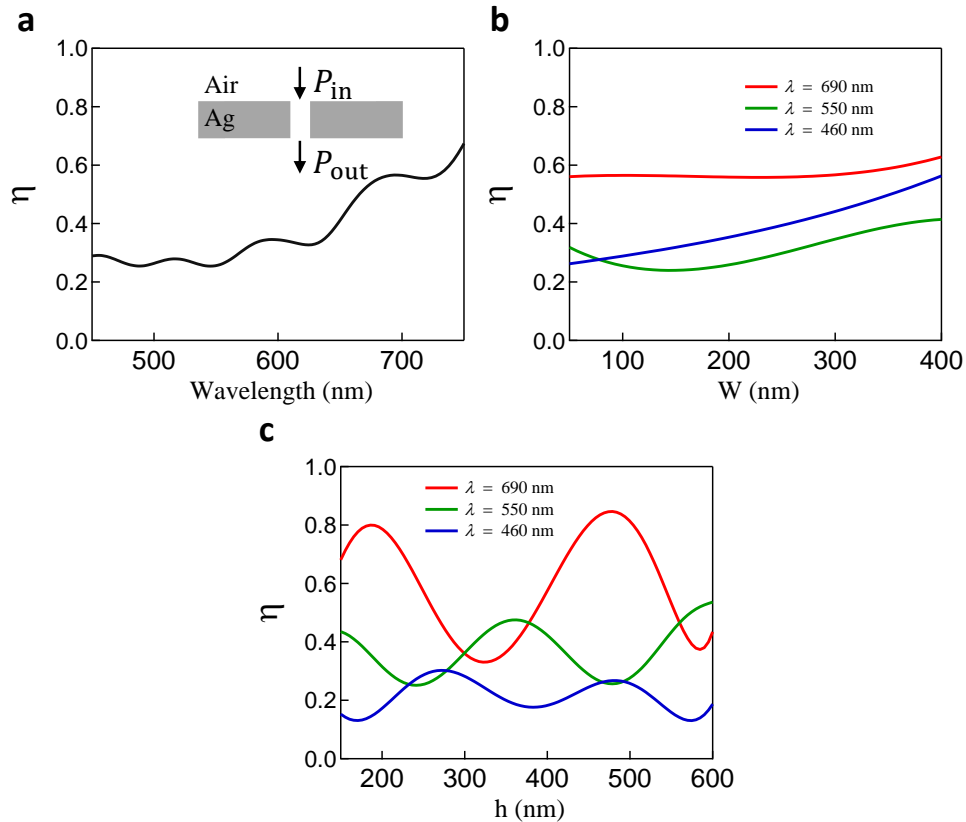 a
1.0
0.8
0.6
0.4
0.2
0.0
η
Air
Ag
P_in
P_out
500
600
700
Wavelength (nm)
b
1.0
0.8
0.6
0.4
0.2
0.0
η
λ = 690 nm
λ = 550 nm
λ = 460 nm
100
200
300
400
W (nm)
c
1.0
0.8
0.6
0.4
0.2
0.0
η
λ = 690 nm
λ = 550 nm
λ = 460 nm
200
300
400
500
600
h (nm)